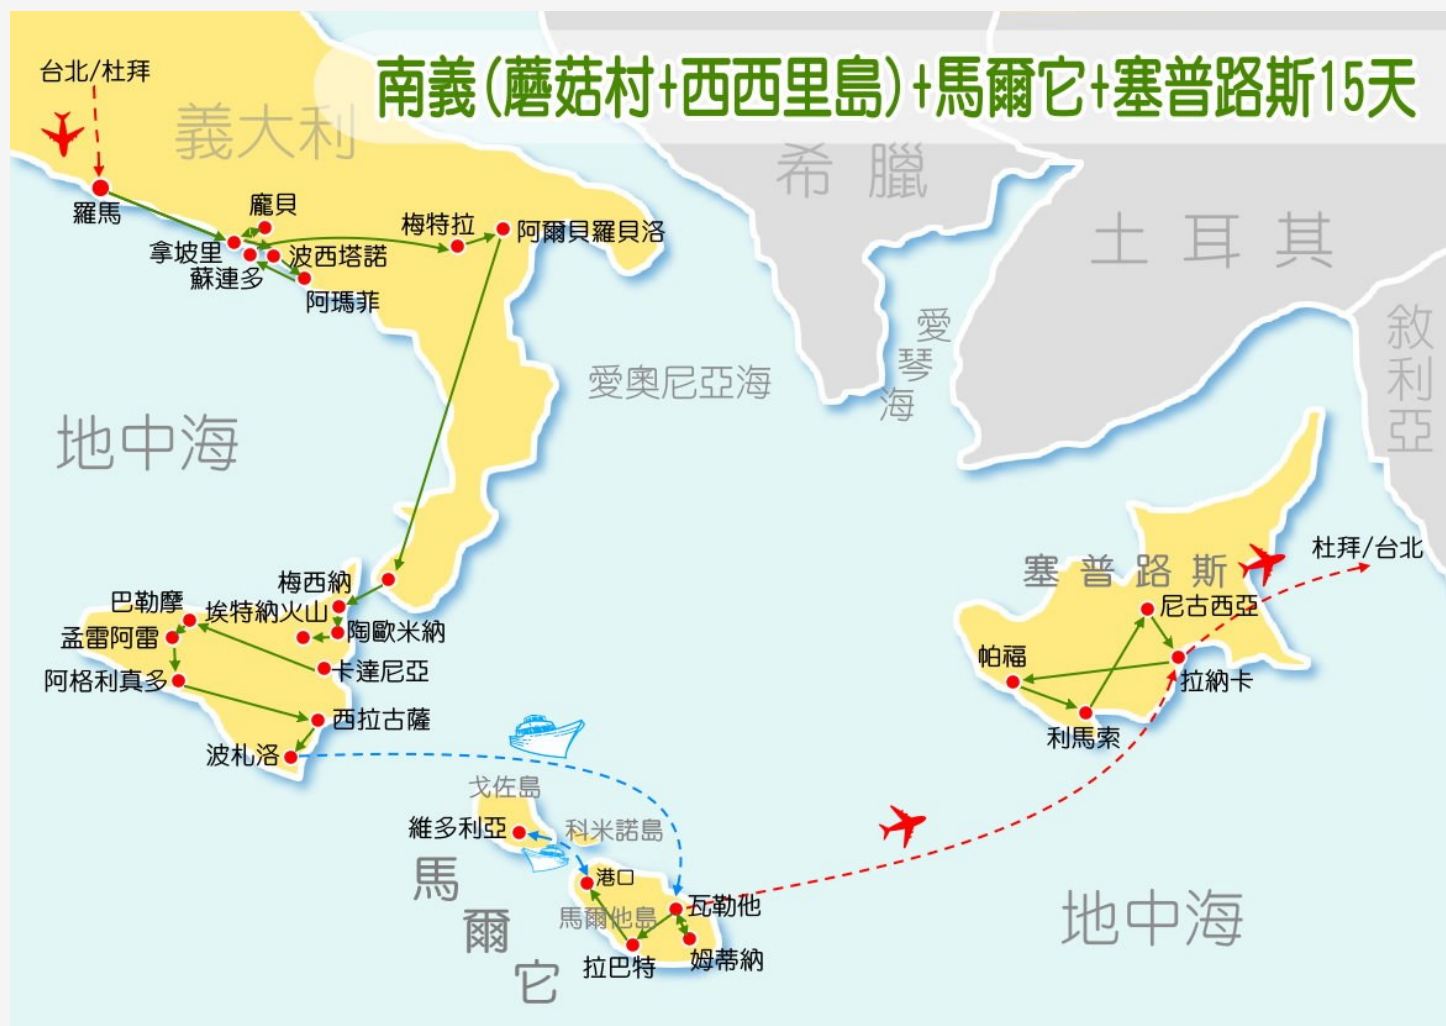 南義(蘑菇村+西西里島)+馬爾它+塞普路斯15天
台北/杜拜
義大利
希臘
土耳其
敘利亞
羅馬
龐貝
拿坡里
波西塔諾
蘇連多
阿瑪菲
梅特拉
阿爾貝羅貝洛
愛琴海
愛奧尼亞海
地中海
梅西納
埃特納火山
陶歐米納
巴勒摩
孟雷阿雷
卡達尼亞
阿格利真多
西拉古薩
波札洛
塞普路斯
杜拜/台北
尼古西亞
帕福
拉納卡
利馬索
戈佐島
維多利亞
科米諾島
港口
馬爾他島
瓦勒他
姆蒂納
拉巴特
馬爾它
地中海